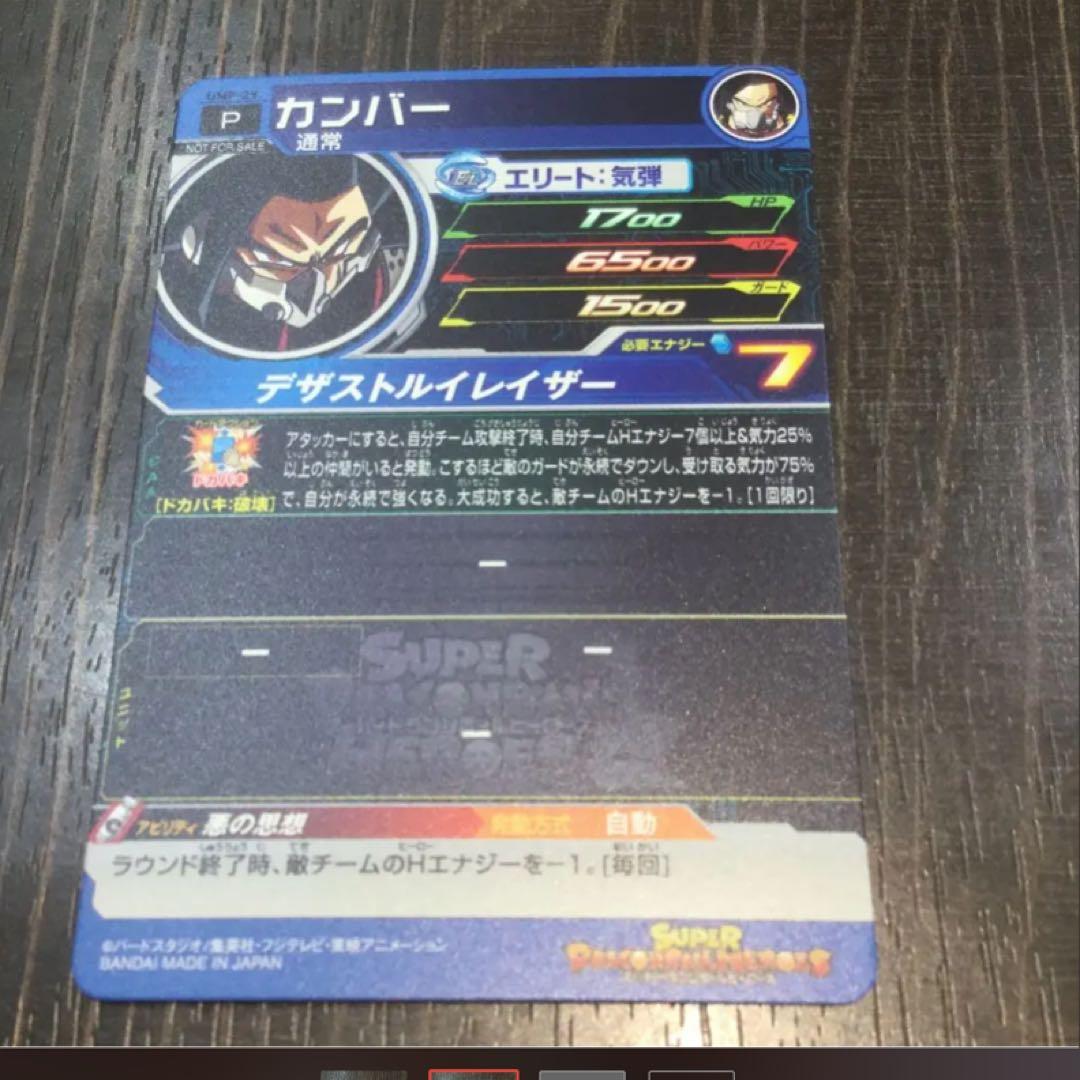 UMP-24
P
カンバー
NOT FOR SALE
通常
エリート:気弾
HP
1700
パワー
6500
ガード
1500
必要エナジー
7
デザストルイレイザー
アタッカーにすると、自分チーム攻撃終了時、自分チームHエナジー7個以上&気力25%
以上の仲間がいると発動。こするほど敵のガードが永続でダウンし、受け取る気力が75%
ドカバキ
[ドカバキ:破壊]
で、自分が永続で強くなる。大成功すると、敵チームのHエナジーを-1。[1回限り]
ー
ー
ー
SUPER
DRAGONBALL
HEROES
ユニット
ー
アビリティ 悪の思想
発動方式 自動
ラウンド終了時、敵チームのHエナジーを-1。[毎回]
©バードスタジオ/集英社・フジテレビ・東映アニメーション
BANDAI MADE IN JAPAN
SUPER
DRAGONBALL HEROES